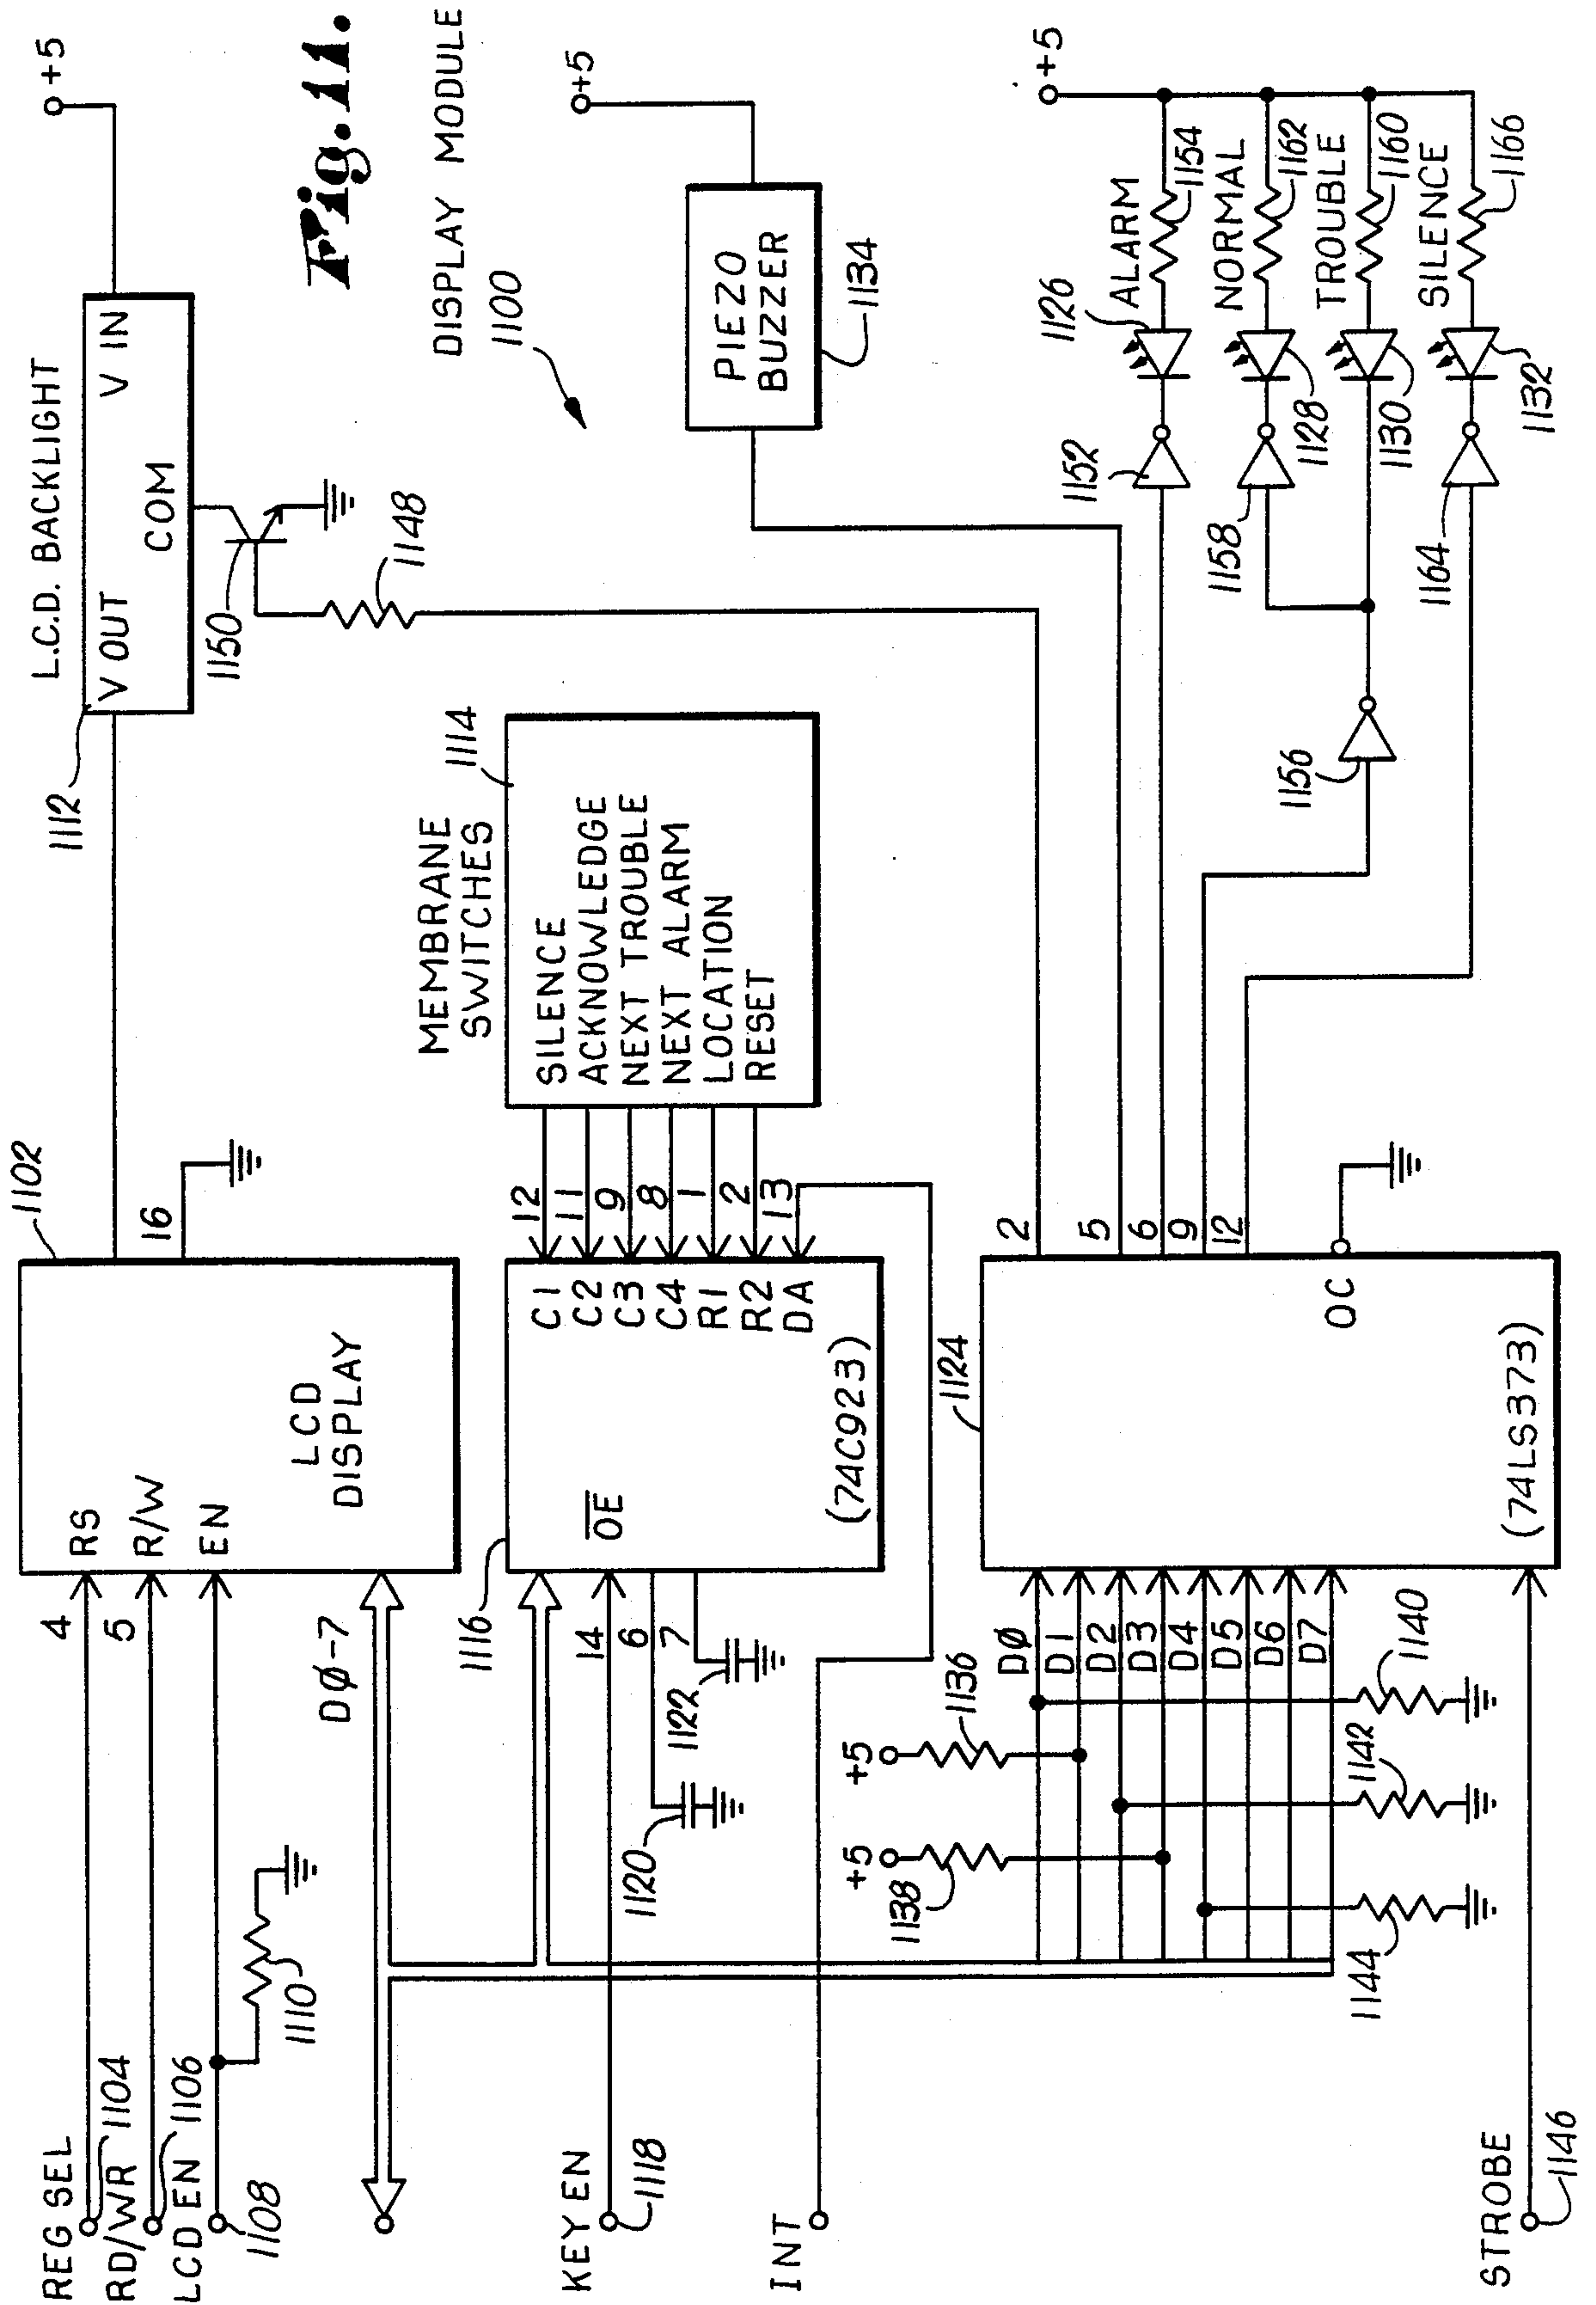 Fig. 11.
DISPLAY MODULE
1100
REG SEL
1104
RD/WR
1106
LCD EN
1108
1110
4
RS
5
R/W
EN
LCD
DISPLAY
1102
DØ-7
16
1112
L.C.D. BACKLIGHT
V OUT
V IN
COM
+5
1150
1148
KEY EN
1118
INT
1120
1122
14
6
7
1116
OE
(74C923)
C1
C2
C3
C4
R1
R2
DA
12
11
9
8
1
2
13
MEMBRANE
SWITCHES
1114
SILENCE
ACKNOWLEDGE
NEXT TROUBLE
NEXT ALARM
LOCATION
RESET
PIEZO
BUZZER
1134
+5
STROBE
1146
+5
1138
+5
1136
1144
1142
1140
DØ
D1
D2
D3
D4
D5
D6
D7
1124
(74LS373)
OC
2
5
6
9
12
1156
1152
1158
1164
1126
1128
1130
1132
ALARM
1154
NORMAL
1162
TROUBLE
1160
SILENCE
1166
+5